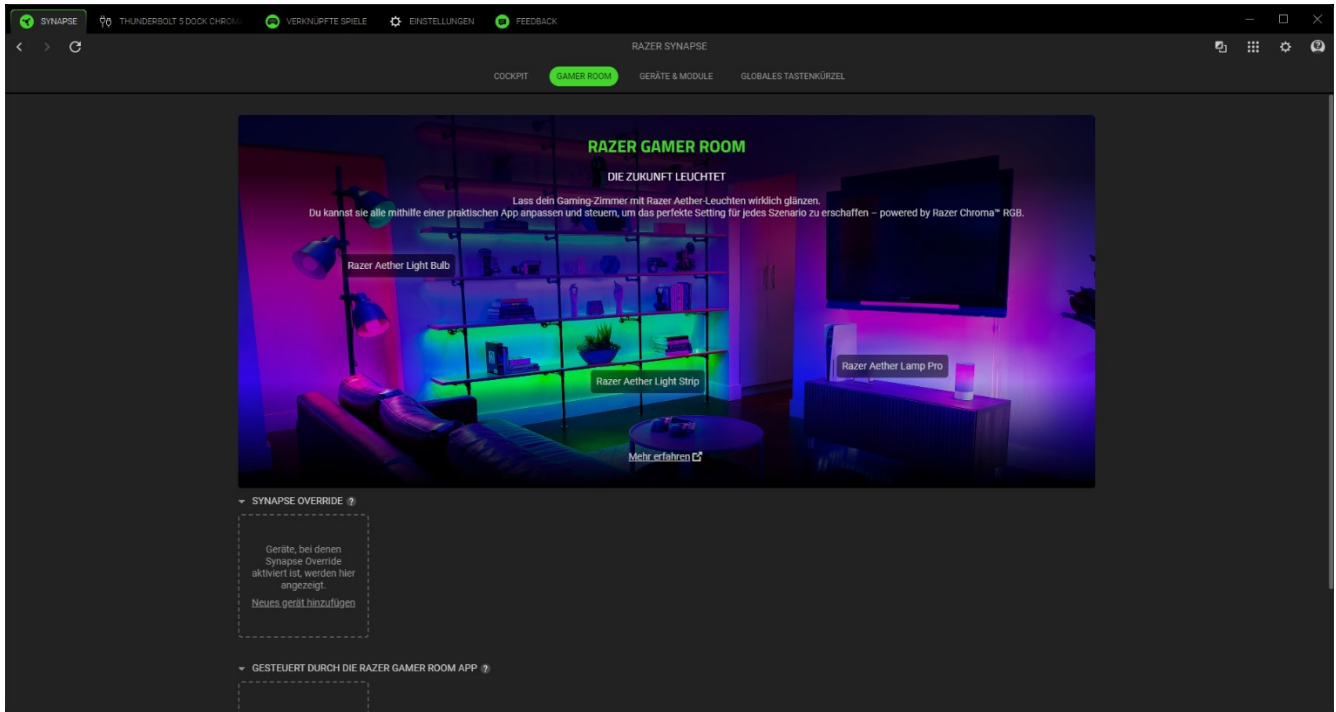 SYNAPSE
THUNDERBOLT 5 DOCK CHROMA
VERKNÜPFTE SPIELE
EINSTELLUNGEN
FEEDBACK
RAZER SYNAPSE
COCKPIT
GAMER ROOM
GERÄTE & MODULE
GLOBALES TASTENKÜRZEL
RAZER GAMER ROOM
DIE ZUKUNFT LEUCHTET
Lass dein Gaming-Zimmer mit Razer Aether-Leuchten wirklich glänzen.
Du kannst sie alle mithilfe einer praktischen App anpassen und steuern, um das perfekte Setting für jedes Szenario zu erschaffen – powered by Razer Chroma™ RGB.
Razer Aether Light Bulb
Razer Aether Lamp Pro
Razer Aether Light Strip
Mehr erfahren
SYNAPSE OVERRIDE ?
Geräte, bei denen
Synapse Override
aktiviert ist, werden hier
angezeigt.
Neues gerät hinzufügen
GESTEUERT DURCH DIE RAZER GAMER ROOM APP ?